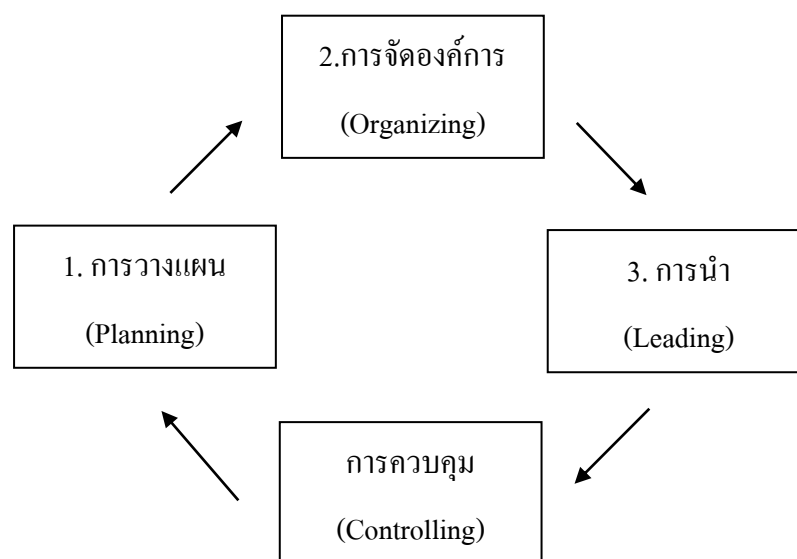 2.การจัดองค์การ
(Organizing)
1. การวางแผน
(Planning)
3. การนำ
(Leading)
การควบคุม
(Controlling)